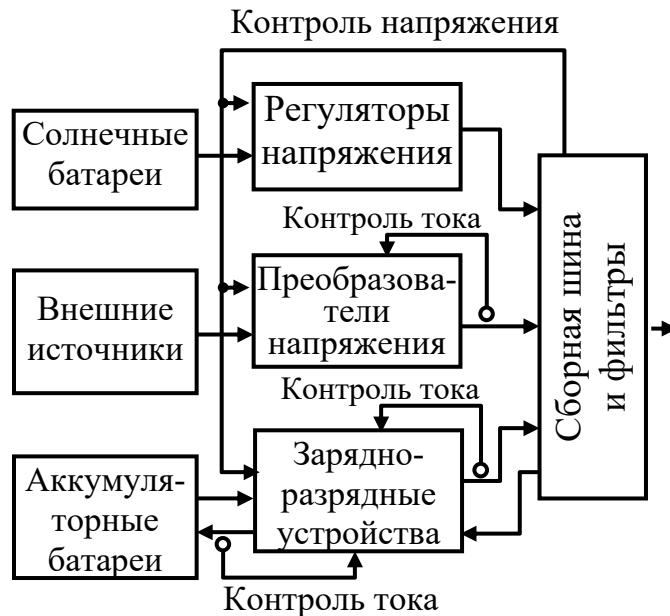 Контроль напряжения
Солнечные
батареи
Регуляторы
напряжения
Контроль тока
Внешние
источники
Преобразова-
тели
напряжения
Сборная шина
и фильтры
Контроль тока
Аккумуля-
торные
батареи
Зарядно-
разрядные
устройства
Контроль тока